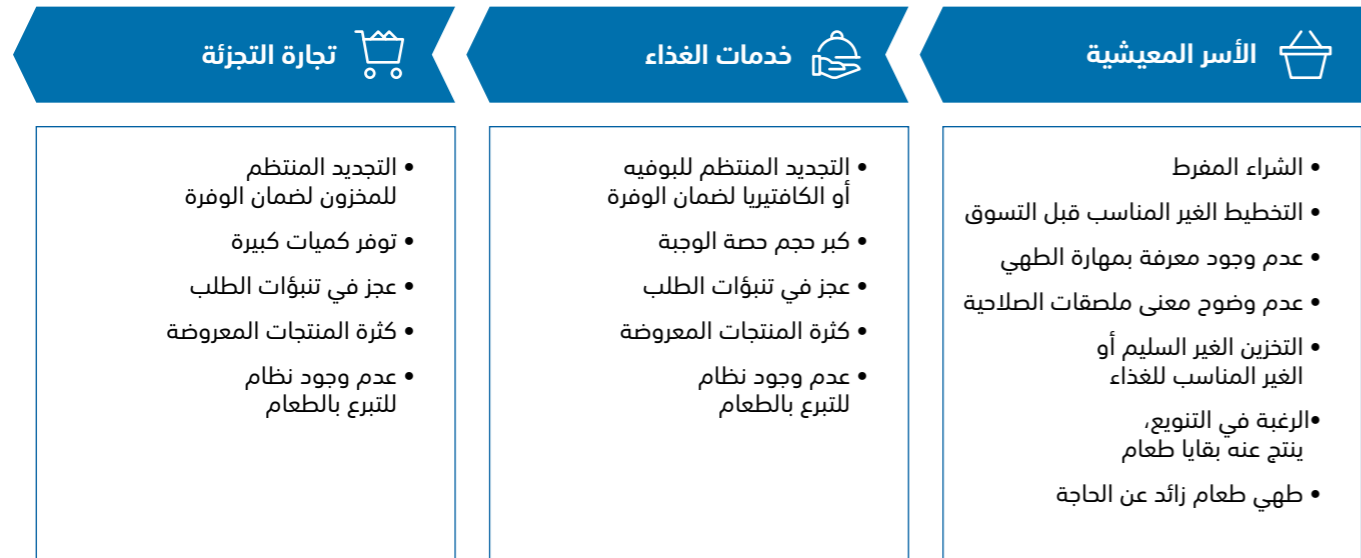 الأسر المعيشية
• الشراء المفرط
• التخطيط الغير المناسب قبل التسوق
• عدم وجود معرفة بمهارة الطهي
• عدم وضوح معنى ملصقات الصلاحية
• التخزين الغير السليم أو
الغير المناسب للغذاء
•الرغبة في التنويع،
ينتج عنه بقايا طعام
• طهي طعام زائد عن الحاجة
خدمات الغذاء
• التجديد المنتظم للبوفيه
أو الكافتيريا لضمان الوفرة
• كبر حجم حصة الوجبة
• عجز في تنبؤات الطلب
• كثرة المنتجات المعروضة
• عدم وجود نظام
للتبرع بالطعام
تجارة التجزئة
• التجديد المنتظم
للمخزون لضمان الوفرة
• توفر كميات كبيرة
• عجز في تنبؤات الطلب
• كثرة المنتجات المعروضة
• عدم وجود نظام
للتبرع بالطعام